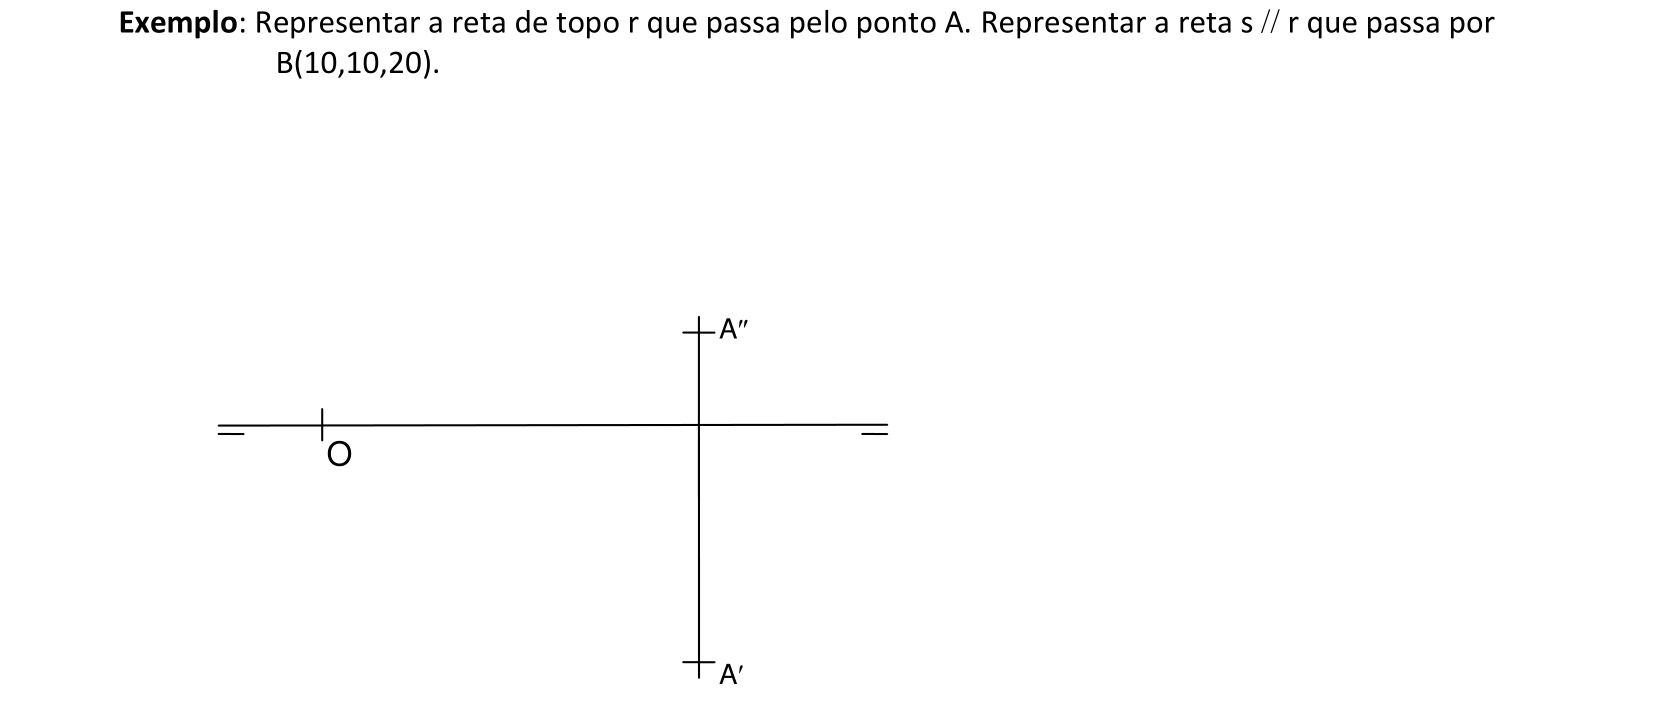 Exemplo: Representar a reta de topo r que passa pelo ponto A. Representar a reta s // r que passa por
B(10,10,20).
A″
O
A′